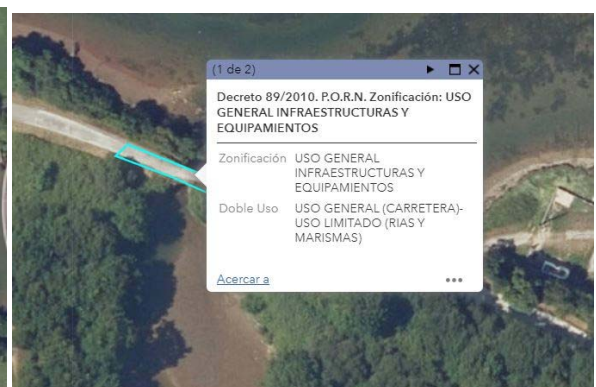 (1 de 2)
Decreto 89/2010. P.O.R.N. Zonificación: USO
GENERAL INFRAESTRUCTURAS Y
EQUIPAMIENTOS
Zonificación USO GENERAL
INFRAESTRUCTURAS Y
EQUIPAMIENTOS
Doble Uso USO GENERAL (CARRETERA)-
USO LIMITADO (RIAS Y
MARISMAS)
Acercar a